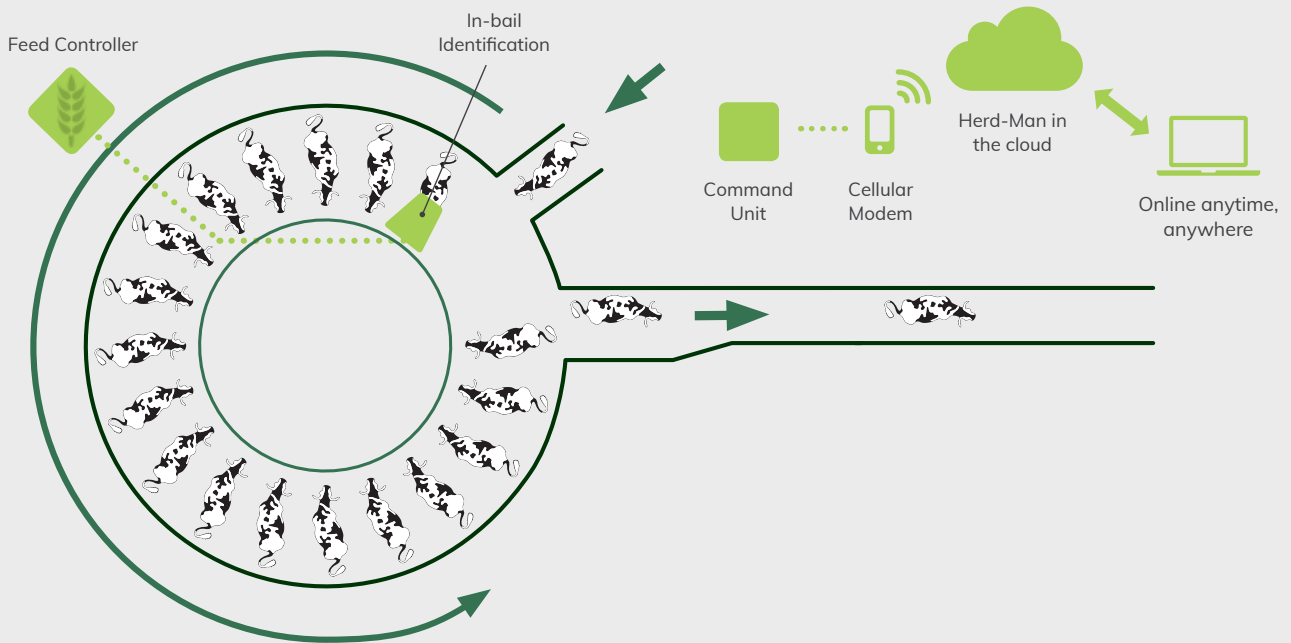 Feed Controller
In-bail
Identification
Command
Unit
Cellular
Modem
Herd-Man in
the cloud
Online anytime,
anywhere